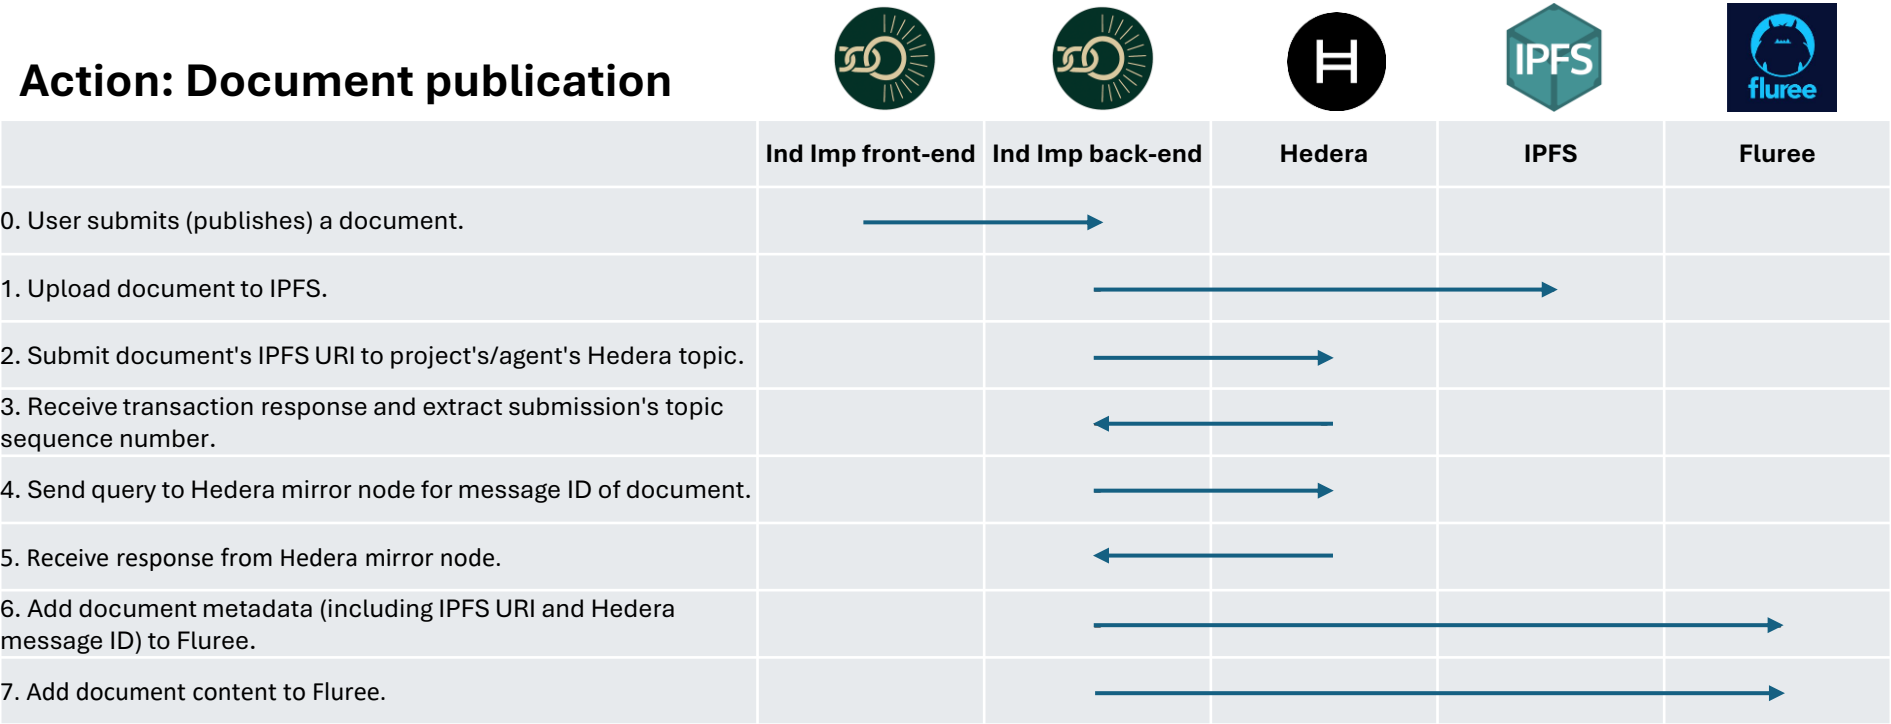 IPFS
fluree
Action: Document publication
Ind Imp front-end
Ind Imp back-end
Hedera
IPFS
Fluree
0. User submits (publishes) a document.
1. Upload document to IPFS.
2. Submit document's IPFS URI to project's/agent's Hedera topic.
3. Receive transaction response and extract submission's topic
sequence number.
4. Send query to Hedera mirror node for message ID of document.
5. Receive response from Hedera mirror node.
6. Add document metadata (including IPFS URI and Hedera
message ID) to Fluree.
7. Add document content to Fluree.